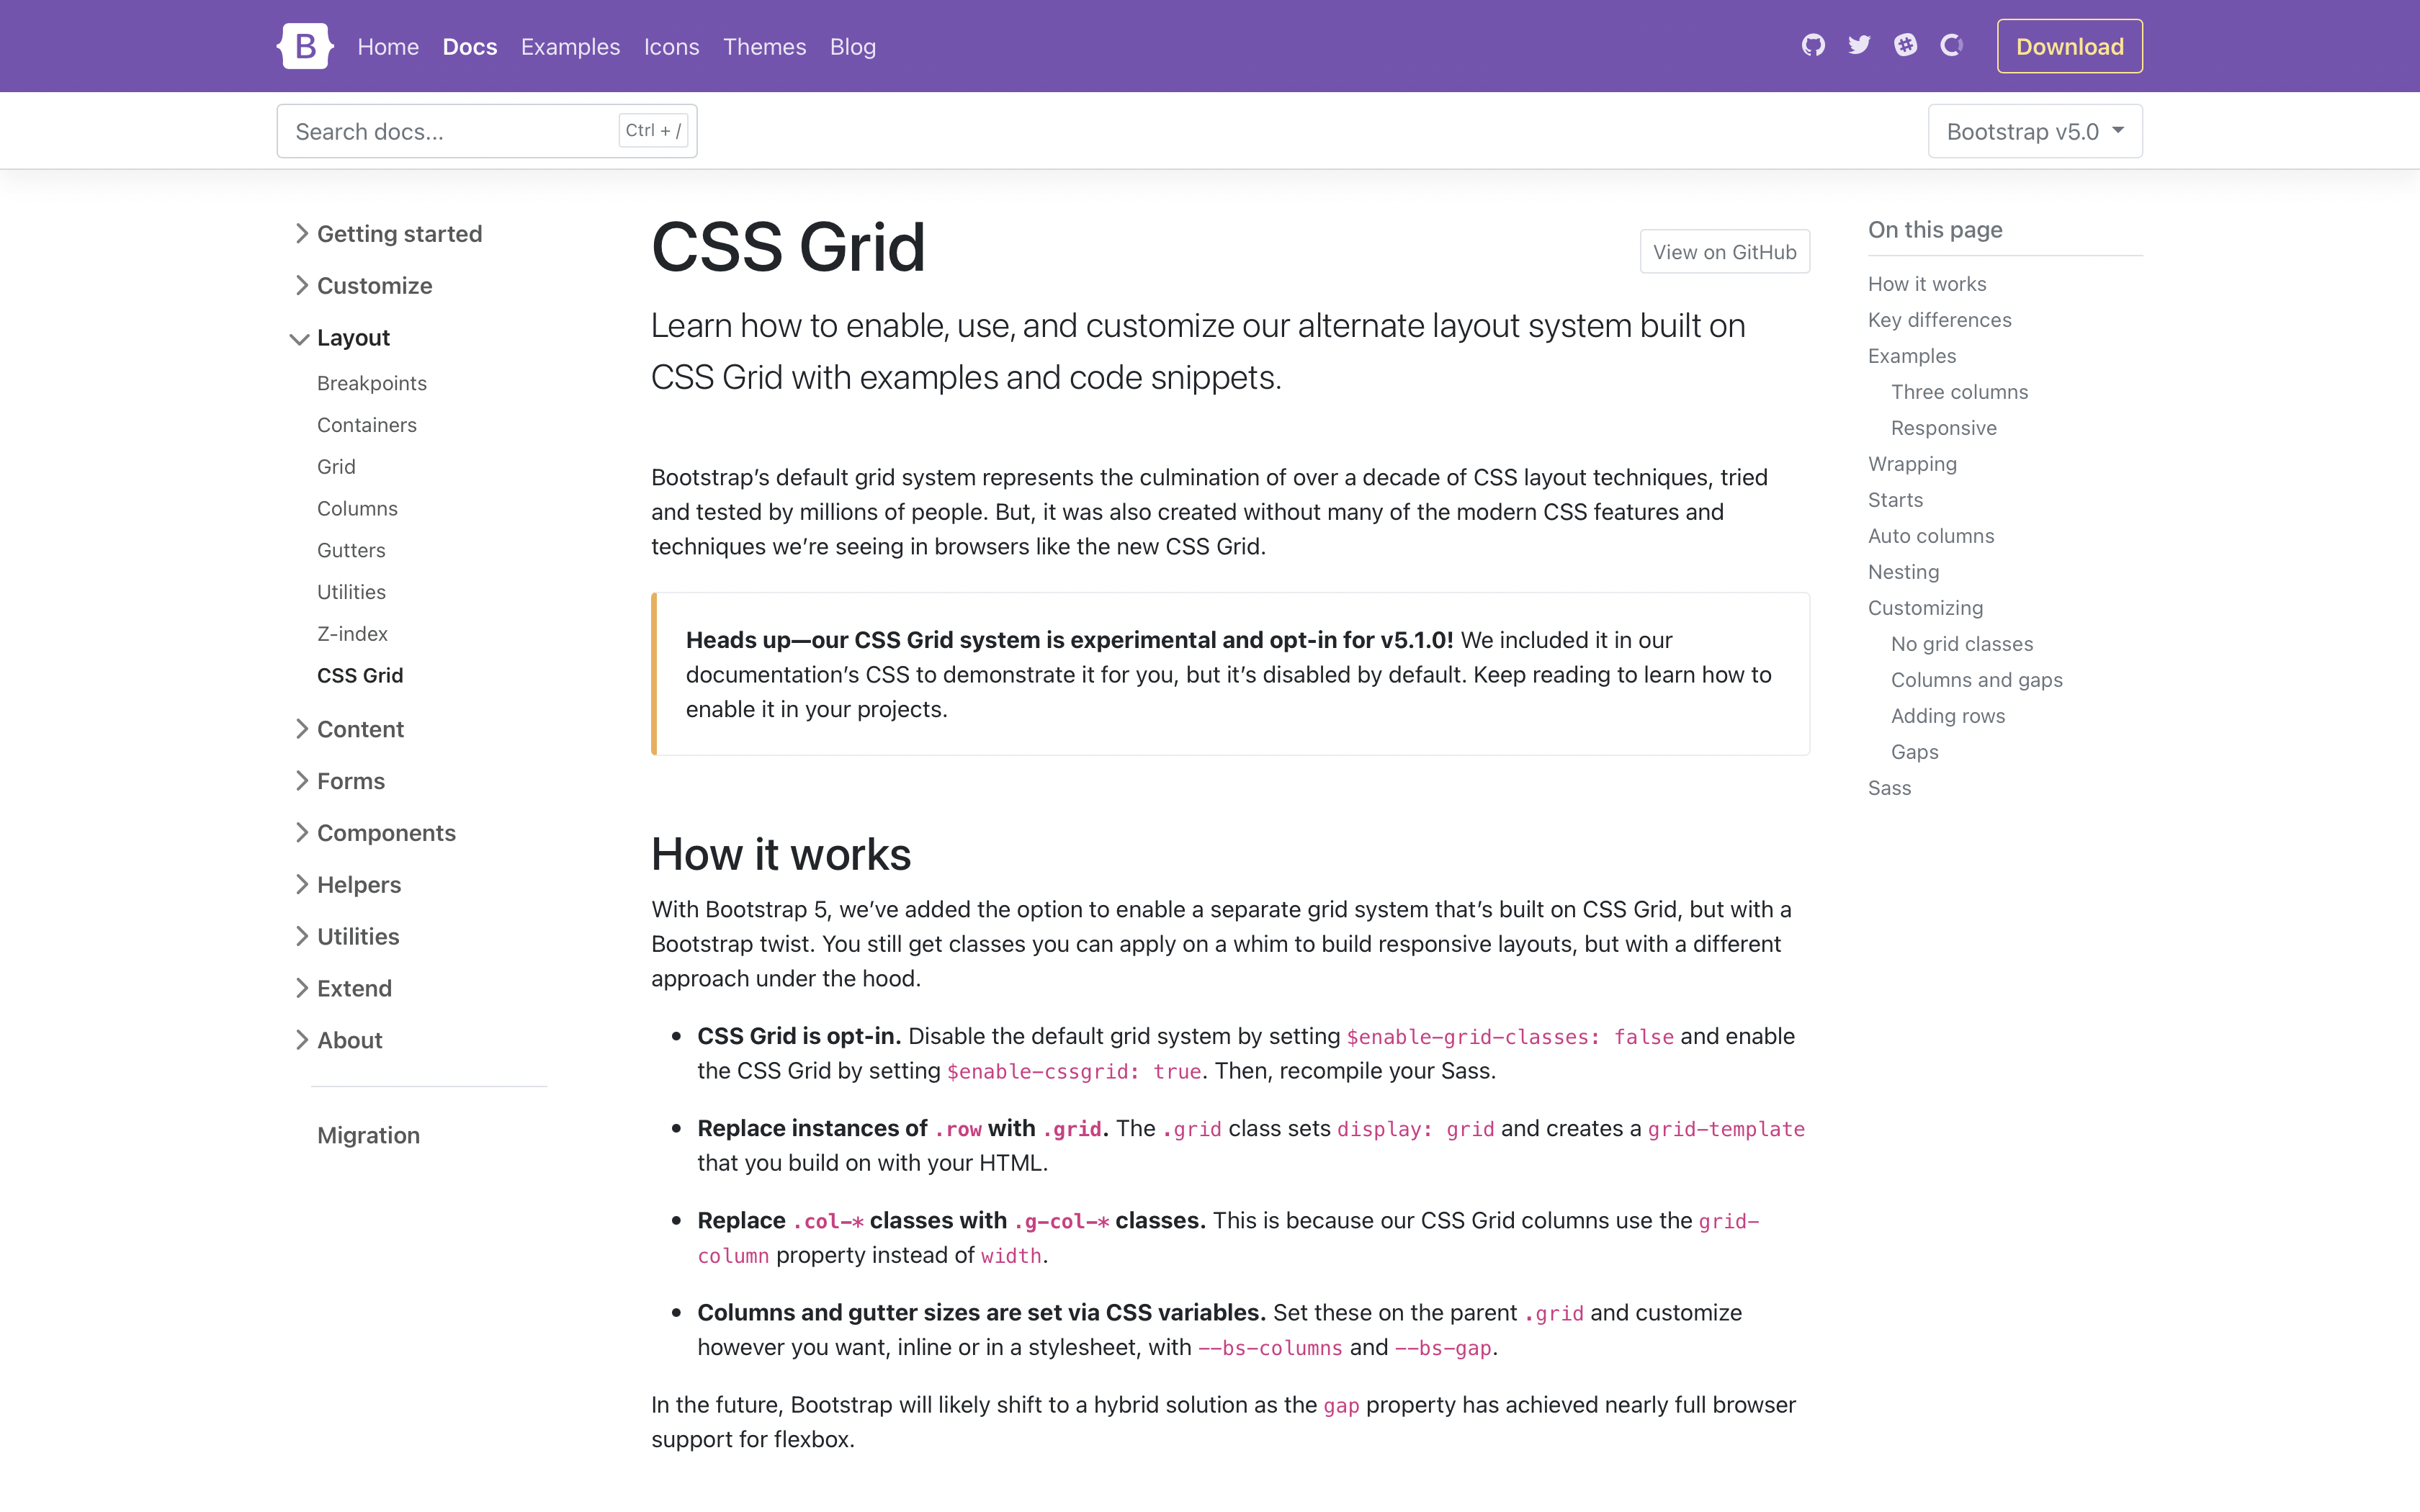 B Home Docs Examples Icons Themes Blog Download
Search docs... Ctrl + / Bootstrap v5.0
Getting started
Customize
Layout
Breakpoints
Containers
Grid
Columns
Gutters
Utilities
Z-index
CSS Grid
Content
Forms
Components
Helpers
Utilities
Extend
About
Migration
CSS Grid
View on GitHub
Learn how to enable, use, and customize our alternate layout system built on
CSS Grid with examples and code snippets.
Bootstrap’s default grid system represents the culmination of over a decade of CSS layout techniques, tried
and tested by millions of people. But, it was also created without many of the modern CSS features and
techniques we’re seeing in browsers like the new CSS Grid.
Heads up—our CSS Grid system is experimental and opt-in for v5.1.0! We included it in our
documentation’s CSS to demonstrate it for you, but it’s disabled by default. Keep reading to learn how to
enable it in your projects.
How it works
With Bootstrap 5, we’ve added the option to enable a separate grid system that’s built on CSS Grid, but with a
Bootstrap twist. You still get classes you can apply on a whim to build responsive layouts, but with a different
approach under the hood.
• CSS Grid is opt-in. Disable the default grid system by setting $enable-grid-classes: false and enable
the CSS Grid by setting $enable-cssgrid: true. Then, recompile your Sass.
• Replace instances of .row with .grid. The .grid class sets display: grid and creates a grid-template
that you build on with your HTML.
• Replace .col-* classes with .g-col-* classes. This is because our CSS Grid columns use the grid-
column property instead of width.
• Columns and gutter sizes are set via CSS variables. Set these on the parent .grid and customize
however you want, inline or in a stylesheet, with --bs-columns and --bs-gap.
In the future, Bootstrap will likely shift to a hybrid solution as the gap property has achieved nearly full browser
support for flexbox.
On this page
How it works
Key differences
Examples
Three columns
Responsive
Wrapping
Starts
Auto columns
Nesting
Customizing
No grid classes
Columns and gaps
Adding rows
Gaps
Sass